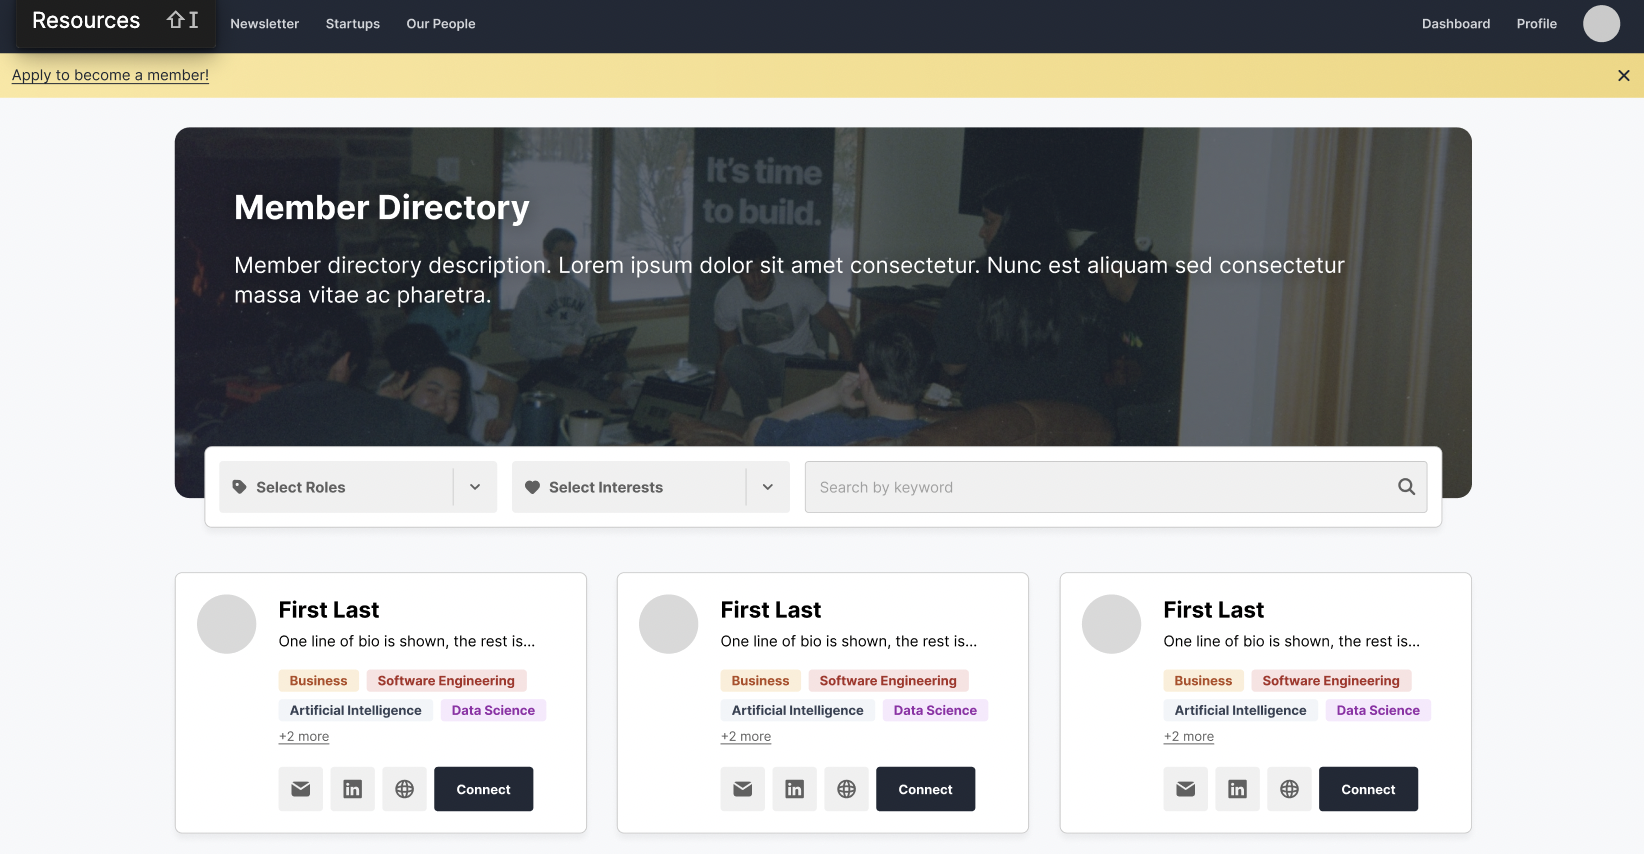 Resources ⇧I
Newsletter Startups Our People Dashboard Profile
Apply to become a member!
It's time
to build.
Member Directory
Member directory description. Lorem ipsum dolor sit amet consectetur. Nunc est aliquam sed consectetur
massa vitae ac pharetra.
Select Roles Select Interests Search by keyword
First Last
One line of bio is shown, the rest is...
Business Software Engineering
Artificial Intelligence Data Science
+2 more
in
Connect
First Last
One line of bio is shown, the rest is...
Business Software Engineering
Artificial Intelligence Data Science
+2 more
in
Connect
First Last
One line of bio is shown, the rest is...
Business Software Engineering
Artificial Intelligence Data Science
+2 more
in
Connect